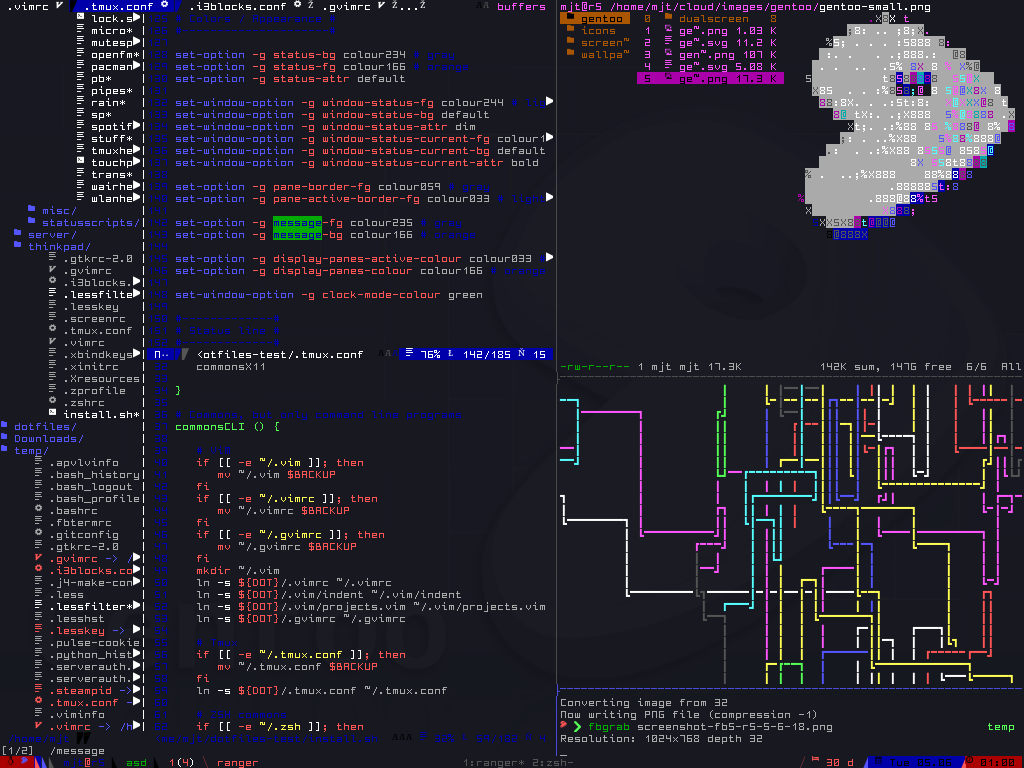 .vimrc .tmux.conf .i3blocks.conf .gvimrc buffers
lock.s
micro*
mutesp
openfm*
pacman
pb*
pipes*
rain*
sp*
spotif
stuff*
tmuxhe
touchp
trans*
wairhe
wlanhe
misc/
statusscripts/
server/
thinkpad/
.gtkrc-2.0
.gvimrc
.i3blocks.
.lessfilte
.lesskey
.screenrc
.tmux.conf
.vimrc
.xbindkeys
.xinitrc
.Xresources
.zprofile
.zshrc
install.sh*
dotfiles/
Downloads/
temp/
.apvlvinfo
.bash_history
.bash_logout
.bash_profile
.bashrc
.fbtermrc
.gitconfig
.gtkrc-2.0
.gvimrc -> /
.i3blocks.co
.j4-make-con
.less
.lessfilter*
.lesshst
.lesskey ->
.pulse-cookie
.python_hist
.serverauth.
.serverauth.
.steampid ->
.tmux.conf -
.viminfo
.vimrc -> /h
set-option -g status-bg colour234
set-option -g status-fg colour166
set-option -g status-attr default
set-window-option -g window-status-fg colour244
set-window-option -g window-status-bg default
set-window-option -g window-status-attr dim
set-window-option -g window-status-current-fg colour1
set-window-option -g window-status-current-bg default
set-window-option -g window-status-current-attr bold
set-option -g pane-border-fg colour059
set-option -g pane-active-border-fg colour033
set-option -g message-fg colour235
set-option -g message-bg colour166
set-option -g display-panes-active-colour colour033
set-option -g display-panes-colour colour166
set-window-option -g clock-mode-colour green
<otfiles-test/.tmux.conf 76% L 142/185 N 15
commonsX11
}
commonsCLI () {
if [[ -e ~/.vim ]]; then
mv ~/.vim $BACKUP
fi
if [[ -e ~/.vimrc ]]; then
mv ~/.vimrc $BACKUP
fi
if [[ -e ~/.gvimrc ]]; then
mv ~/.gvimrc $BACKUP
fi
mkdir ~/.vim
ln -s ${DOT}/.vimrc ~/.vimrc
ln -s ${DOT}/.vim/indent ~/.vim/indent
ln -s ${DOT}/.vim/projects.vim ~/.vim/projects.vim
ln -s ${DOT}/.gvimrc ~/.gvimrc
if [[ -e ~/.tmux.conf ]]; then
mv ~/.tmux.conf $BACKUP
fi
ln -s ${DOT}/.tmux.conf ~/.tmux.conf
if [[ -e ~/.zsh ]]; then
[1/2] /message
mjt@r5 /home/mjt/cloud/images/gentoo/gentoo-small.png
gentoo 0 dualscreen 8
icons 1 ge~.png 1.03 K
screen~ 2 ge~.svg 11.2 K
wallpa~ 3 ge~.png 107 K
4 ge~.svg 5.08 K
5 ge~.png 17.3 K
-rw-r--r-- 1 mjt mjt 17.3K 142K sum, 147G free 6/6 All
Converting image from 32
Now writing PNG file (compression -1)
❯ fbgrab screenshot-fbst-r5-5-6-18.png temp
Resolution: 1024x768 depth 32
asd 1(4) \ ranger 1:ranger* 2:zsh- / 30 d